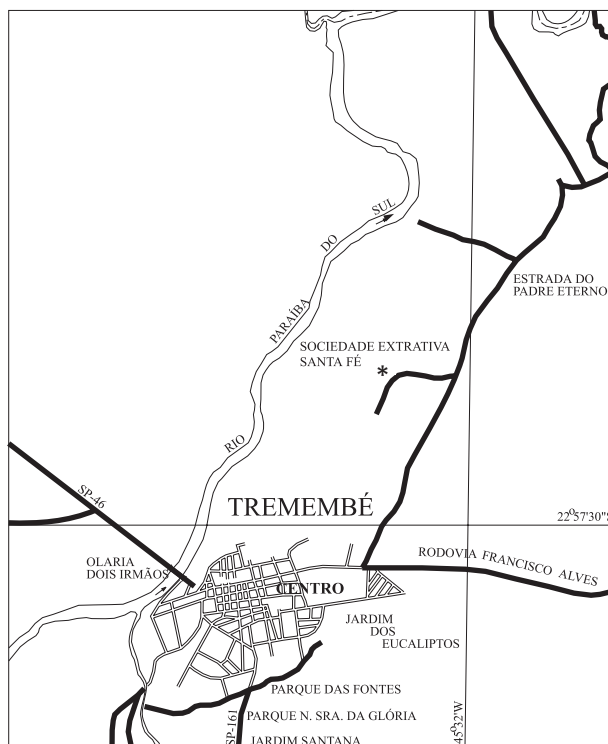 SUL
DO
ESTRADA DO
PADRE ETERNO
PARAÍBA
SOCIEDADE EXTRATIVA
SANTA FÉ
*
RIO
SP-46
TREMEMBÉ
22°57'30"S
OLARIA
DOIS IRMÃOS
RODOVIA FRANCISCO ALVES
CENTRO
JARDIM
DOS
EUCALIPTOS
PARQUE DAS FONTES
SP-161
PARQUE N. SRA. DA GLÓRIA
45°32'W
JARDIM SANTANA